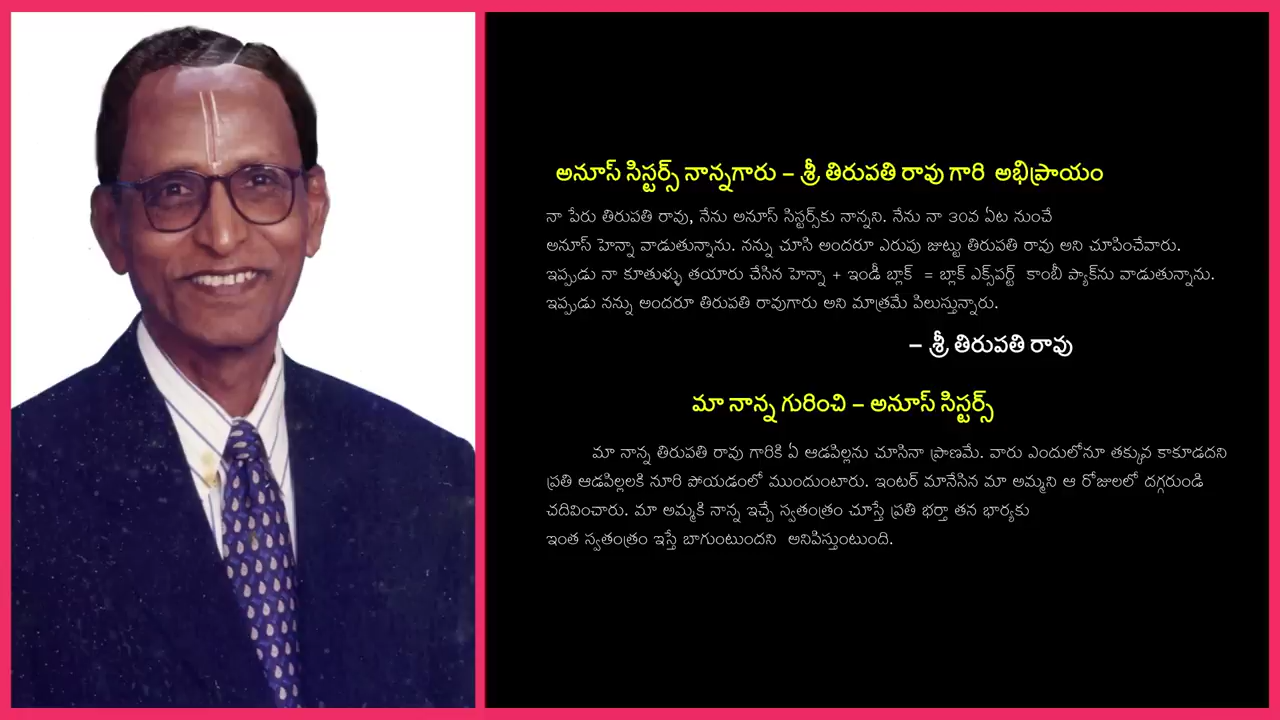 అనూస్ సిస్టర్స్ నాన్నగారు – శ్రీ తిరుపతి రావు గారి అభిప్రాయం
నా పేరు తిరుపతి రావు, నేను అనూస్ సిస్టర్స్‌కు నాన్నని. నేను నా 30వ ఏట నుంచే
అనూస్ హెన్నా వాడుతున్నాను. నన్ను చూసి అందరూ ఎరుపు జుట్టు తిరుపతి రావు అని చూపించేవారు.
ఇప్పడు నా కూతుళ్ళు తయారు చేసిన హెన్నా + ఇండీ బ్లాక్ = బ్లాక్ ఎక్స్‌పర్ట్ కాంబీ ప్యాక్‌ను వాడుతున్నాను.
ఇప్పడు నన్ను అందరూ తిరుపతి రావుగారు అని మాత్రమే పిలుస్తున్నారు.
– శ్రీ తిరుపతి రావు
మా నాన్న గురించి – అనూస్ సిస్టర్స్
మా నాన్న తిరుపతి రావు గారికి ఏ ఆడపిల్లను చూసినా ప్రాణమే. వారు ఎందులోనూ తక్కువ కాకూడదని
ప్రతి ఆడపిల్లలకి నూరి పోయడంలో ముందుంటారు. ఇంటర్ మానేసిన మా అమ్మని ఆ రోజులలో దగ్గరుండి
చదివించారు. మా అమ్మకి నాన్న ఇచ్చే స్వతంత్రం చూస్తే ప్రతి భర్తా తన భార్యకు
ఇంత స్వతంత్రం ఇస్తే బాగుంటుందని అనిపిస్తుంటుంది.